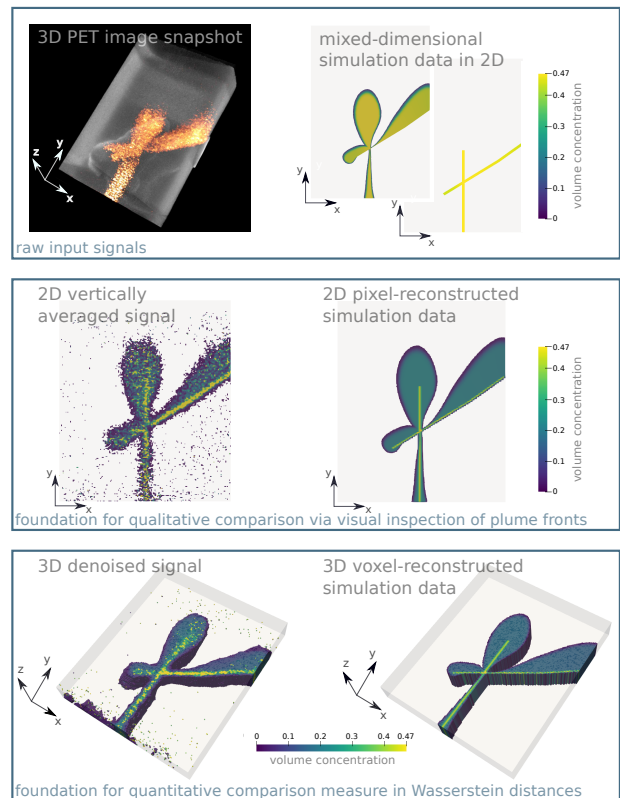 3D PET image snapshot
z
y
x
mixed-dimensional
simulation data in 2D
y
x
y
x
0.47
0.4
0.3
0.2
0.1
0
volume concentration
raw input signals
2D vertically
averaged signal
y
x
2D pixel-reconstructed
simulation data
y
x
0.47
0.4
0.3
0.2
0.1
0
volume concentration
foundation for qualitative comparison via visual inspection of plume fronts
3D denoised signal
z
y
x
3D voxel-reconstructed
simulation data
z
y
x
0 0.1 0.2 0.3 0.47
volume concentration
foundation for quantitative comparison measure in Wasserstein distances